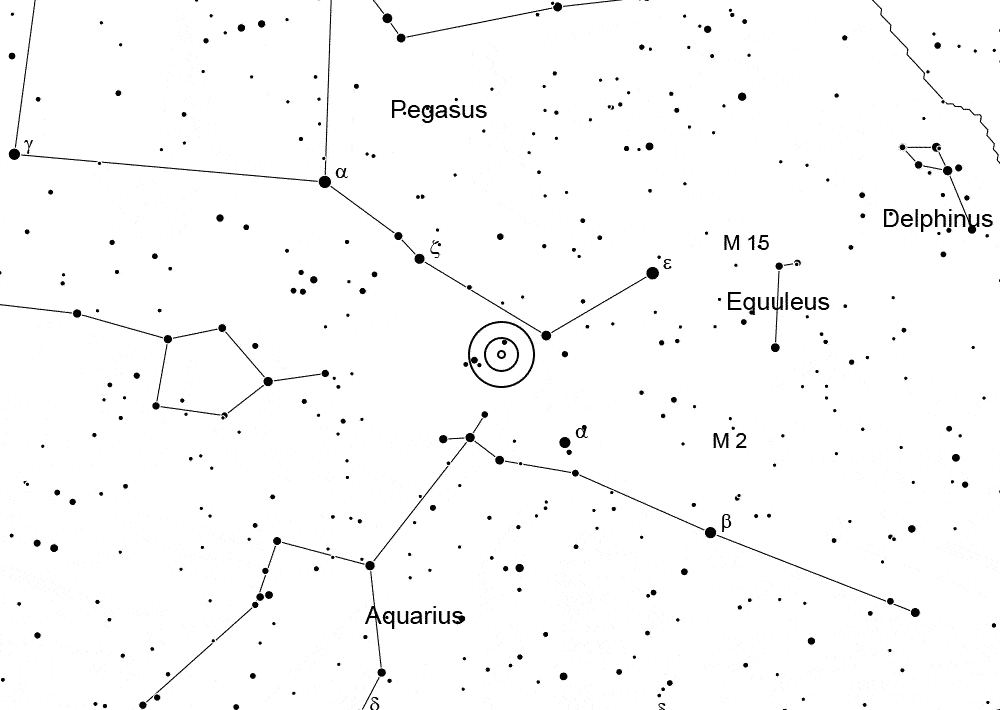 Pegasus
γ
α
Delphinus
ζ
M 15
ε
Equuleus
α
M 2
β
Aquarius
δ